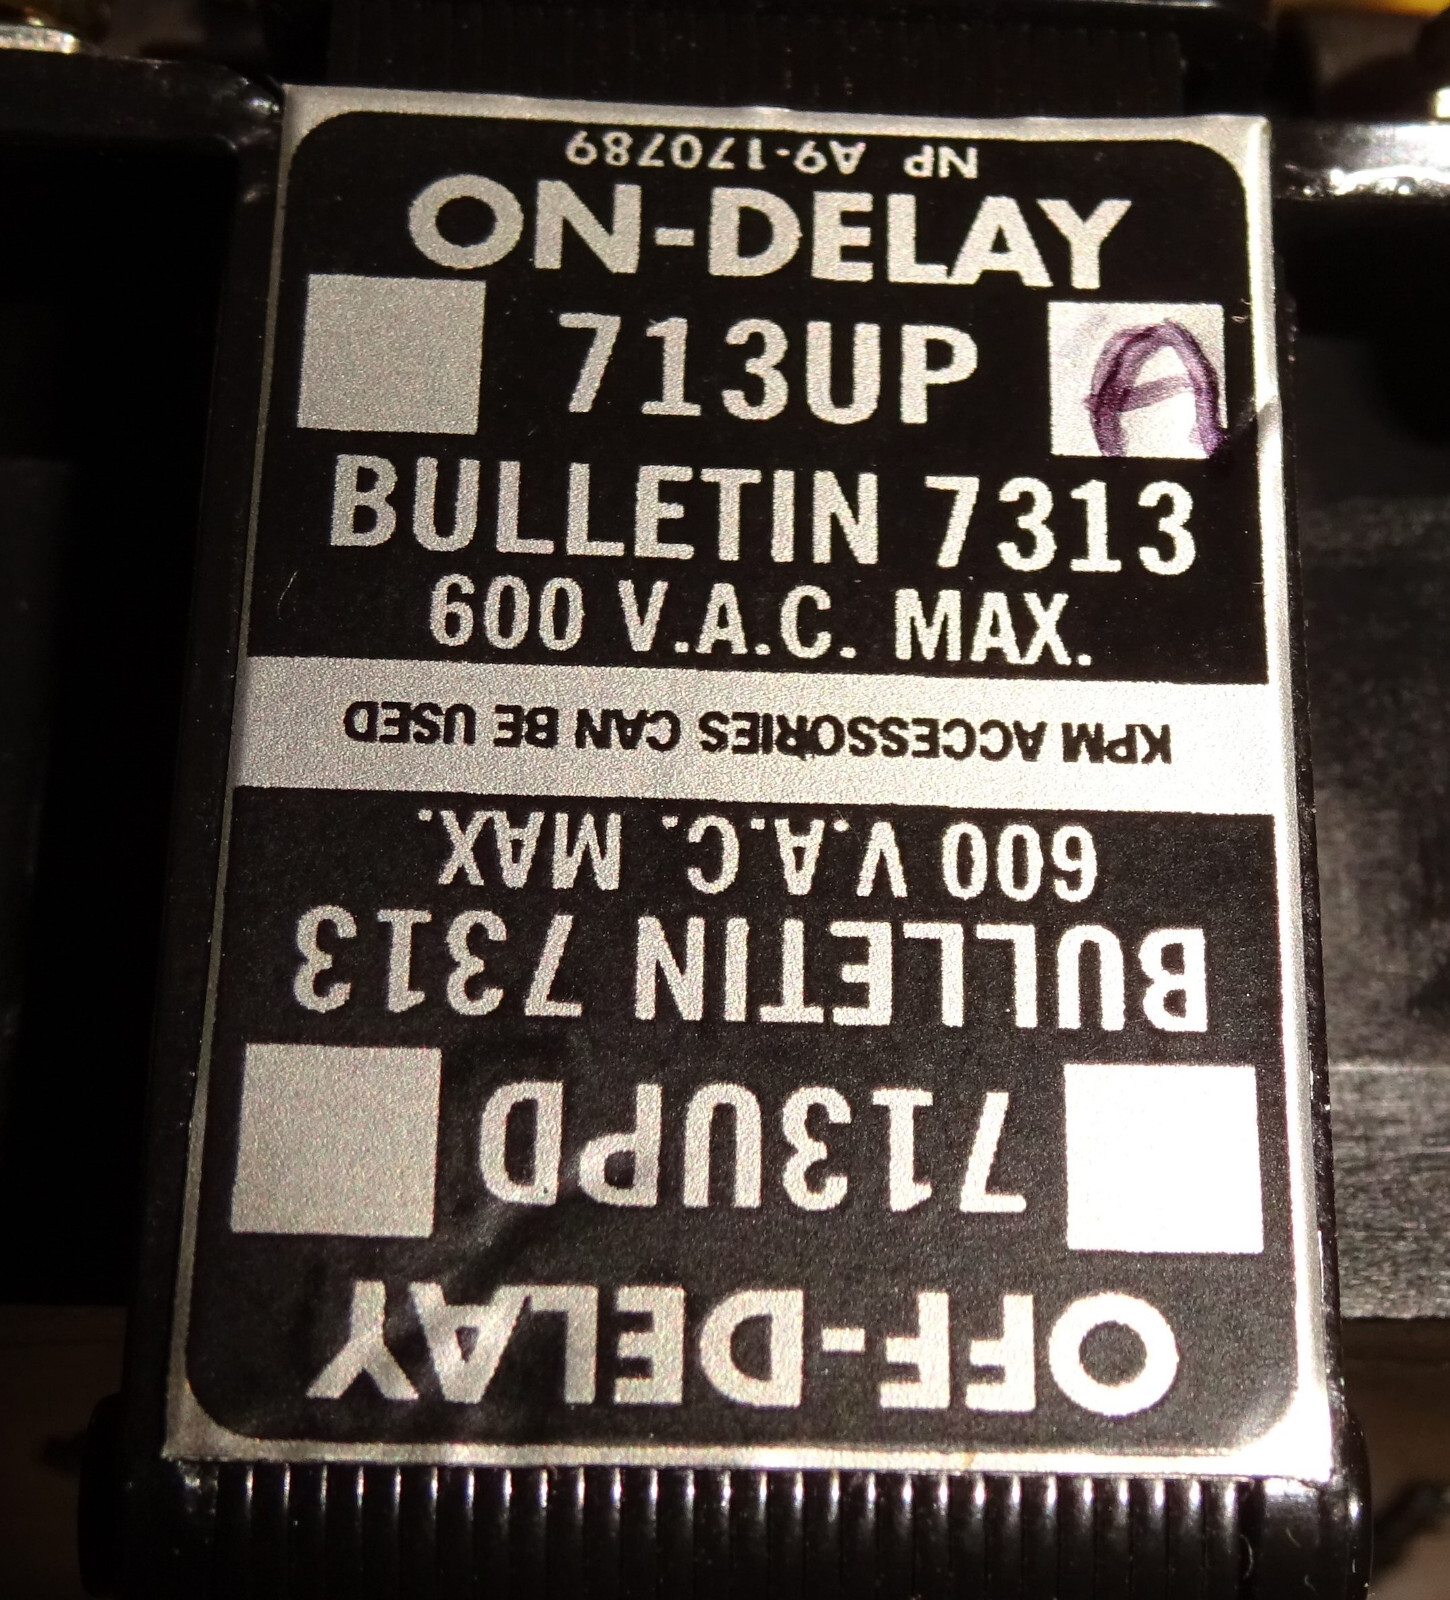 NP A9-170789
ON-DELAY
713UP A
BULLETIN 7313
600 V.A.C. MAX.
KPM ACCESSORIES CAN BE USED
600 V.A.C. MAX.
BULLETIN 7313
713UPD
OFF-DELAY